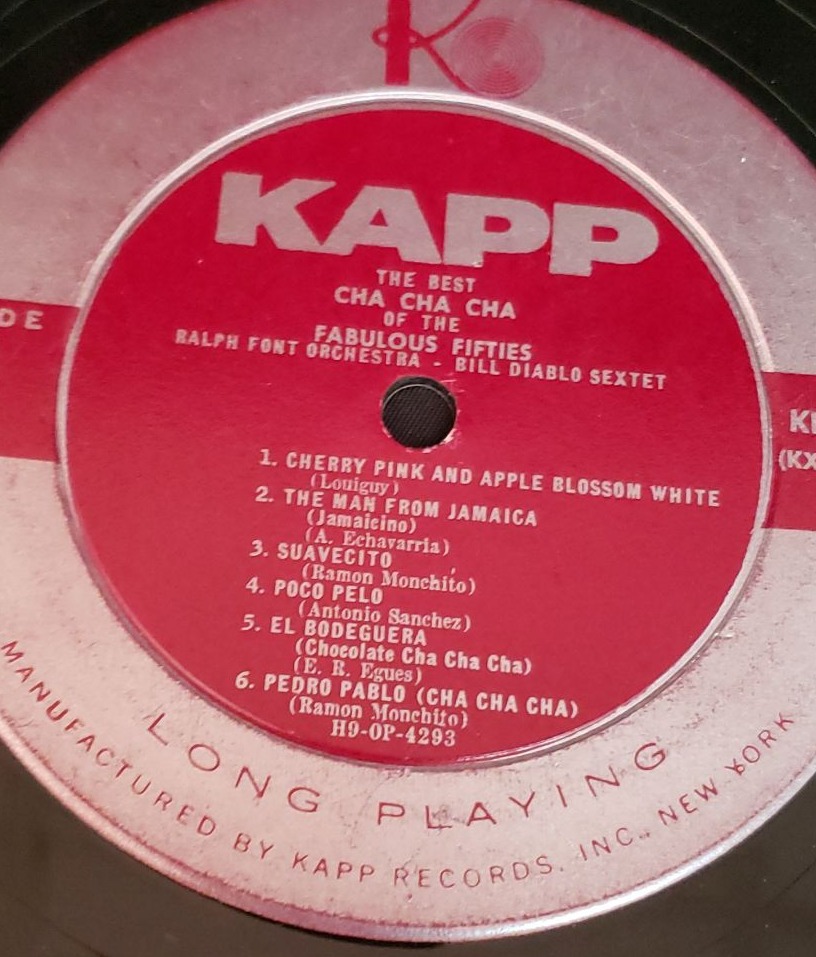 K
KAPP
THE BEST
CHA CHA CHA
OF THE
FABULOUS FIFTIES
RALPH FONT ORCHESTRA - BILL DIABLO SEXTET
1. CHERRY PINK AND APPLE BLOSSOM WHITE
(Louiguy)
2. THE MAN FROM JAMAICA
(Jamaicino)
(A. Echavarria)
3. SUAVECITO
(Ramon Monchito)
4. POCO PELO
(Antonio Sanchez)
5. EL BODEGUERA
(Chocolate Cha Cha Cha)
(E. R. Egues)
6. PEDRO PABLO (CHA CHA CHA)
(Ramon Monchito)
H9-OP-4293
LONG PLAYING
MANUFACTURED BY KAPP RECORDS, INC., NEW YORK